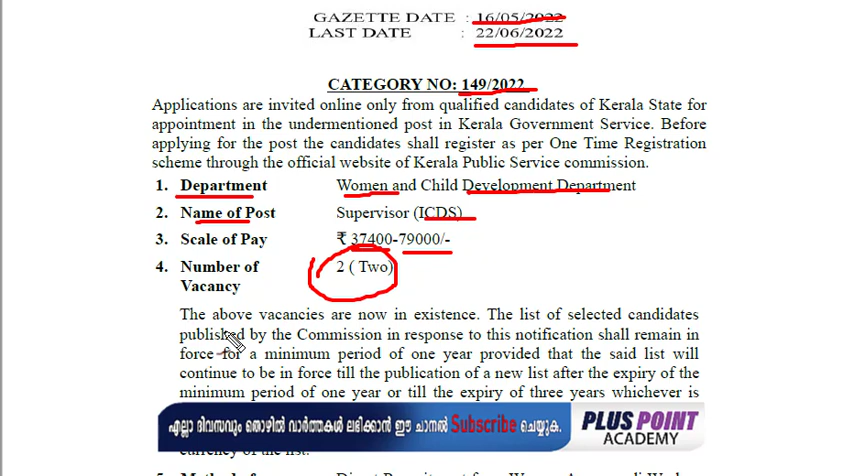 GAZETTE DATE : 16/05/2022
LAST DATE : 22/06/2022
CATEGORY NO: 149/2022
Applications are invited online only from qualified candidates of Kerala State for
appointment in the undermentioned post in Kerala Government Service. Before
applying for the post the candidates shall register as per One Time Registration
scheme through the official website of Kerala Public Service commission.
1. Department Women and Child Development Department
2. Name of Post Supervisor (ICDS)
3. Scale of Pay ₹ 37400-79000/-
4. Number of Vacancy 2 ( Two)
The above vacancies are now in existence. The list of selected candidates
published by the Commission in response to this notification shall remain in
force for a minimum period of one year provided that the said list will
continue to be in force till the publication of a new list after the expiry of the
minimum period of one year or till the expiry of three years whichever is
എല്ലാ ദിവസവും തൊഴിൽ വാർത്തകൾ ലഭിക്കാൻ ഈ ചാനൽ Subscribe ചെയ്യുക.
PLUS POINT
ACADEMY
currency of the list.